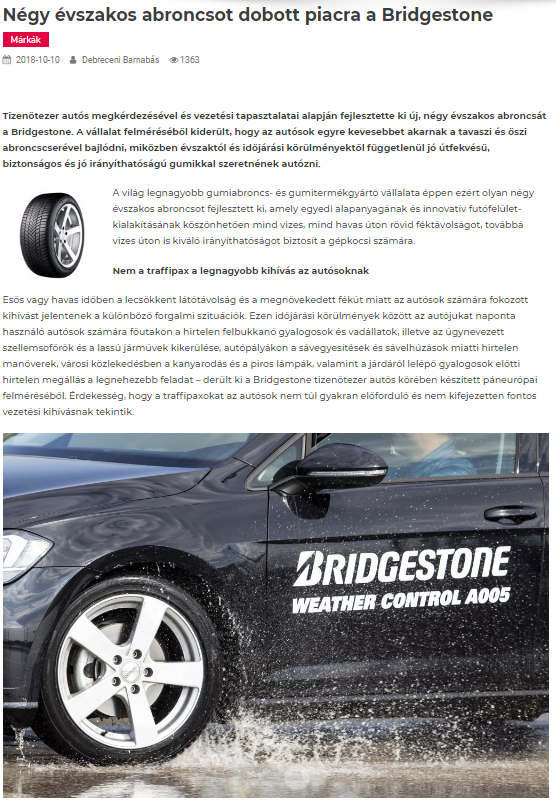 Négy évszakos abroncsot dobott piacra a Bridgestone
Márkák
2018-10-10 Debreceni Barnabás 1363
Tizenötezer autós megkérdezésével és vezetési tapasztalatai alapján fejlesztette ki új, négy évszakos abroncsát
a Bridgestone. A vállalat felméréséből kiderült, hogy az autósok egyre kevesebbet akarnak a tavaszi és őszi
abroncscserével bajlódni, miközben évszaktól és időjárási körülményektől függetlenül jó útfekvésű,
biztonságos és jó irányíthatóságú gumikkal szeretnének autózni.
A világ legnagyobb gumiabroncs- és gumitermékgyártó vállalata éppen ezért olyan négy
évszakos abroncsot fejlesztett ki, amely egyedi alapanyagának és innovatív futófelület-
kialakításának köszönhetően mind vizes, mind havas úton rövid féktávolságot, továbbá
vizes úton is kiváló irányíthatóságot biztosít a gépkocsi számára.
Nem a traffipax a legnagyobb kihívás az autósoknak
Esős vagy havas időben a lecsökkent látótávolság és a megnövekedett fékút miatt az autósok számára fokozott
kihívást jelentenek a különböző forgalmi szituációk. Ezen időjárási körülmények között az autójukat naponta
használó autósok számára főutakon a hirtelen felbukkanó gyalogosok és vadállatok, illetve az úgynevezett
szellemsofőrök és a lassú járművek kikerülése, autópályákon a sávegyesítések és sávelhúzások miatti hirtelen
manőverek, városi közlekedésben a kanyarodás és a piros lámpák, valamint a járdáról lelépő gyalogosok előtti
hirtelen megállás a legnehezebb feladat – derült ki a Bridgestone tizenötezer autós körében készített páneurópai
felméréséből. Érdekesség, hogy a traffipaxokat az autósok nem túl gyakran előforduló és nem kifejezetten fontos
vezetési kihívásnak tekintik.
BRIDGESTONE
WEATHER CONTROL A005